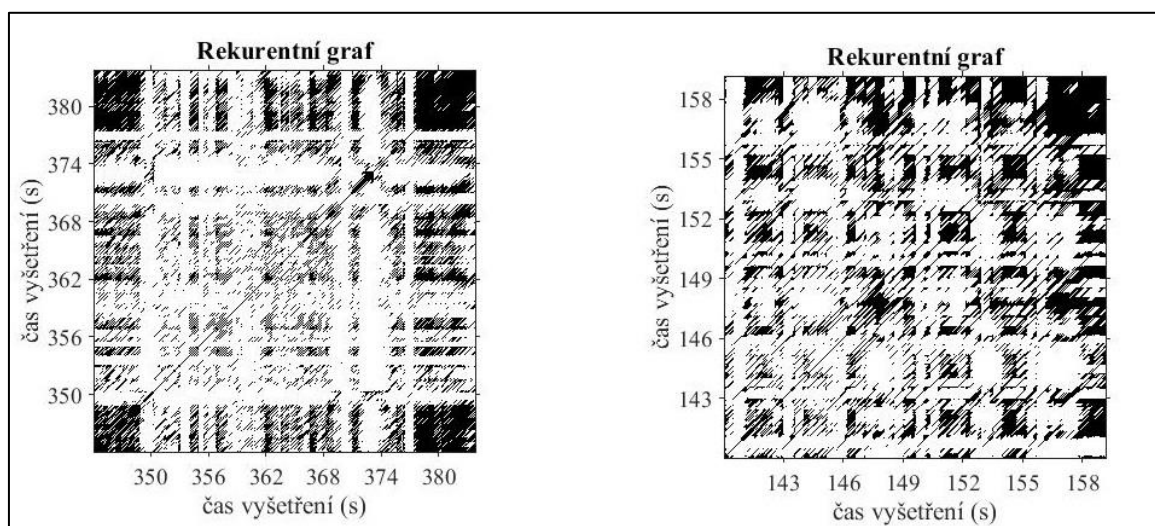 Rekurentní graf
380
374
368
362
356
350
čas vyšetření (s)
350 356 362 368 374 380
čas vyšetření (s)
Rekurentní graf
158
155
152
149
146
143
čas vyšetření (s)
143 146 149 152 155 158
čas vyšetření (s)